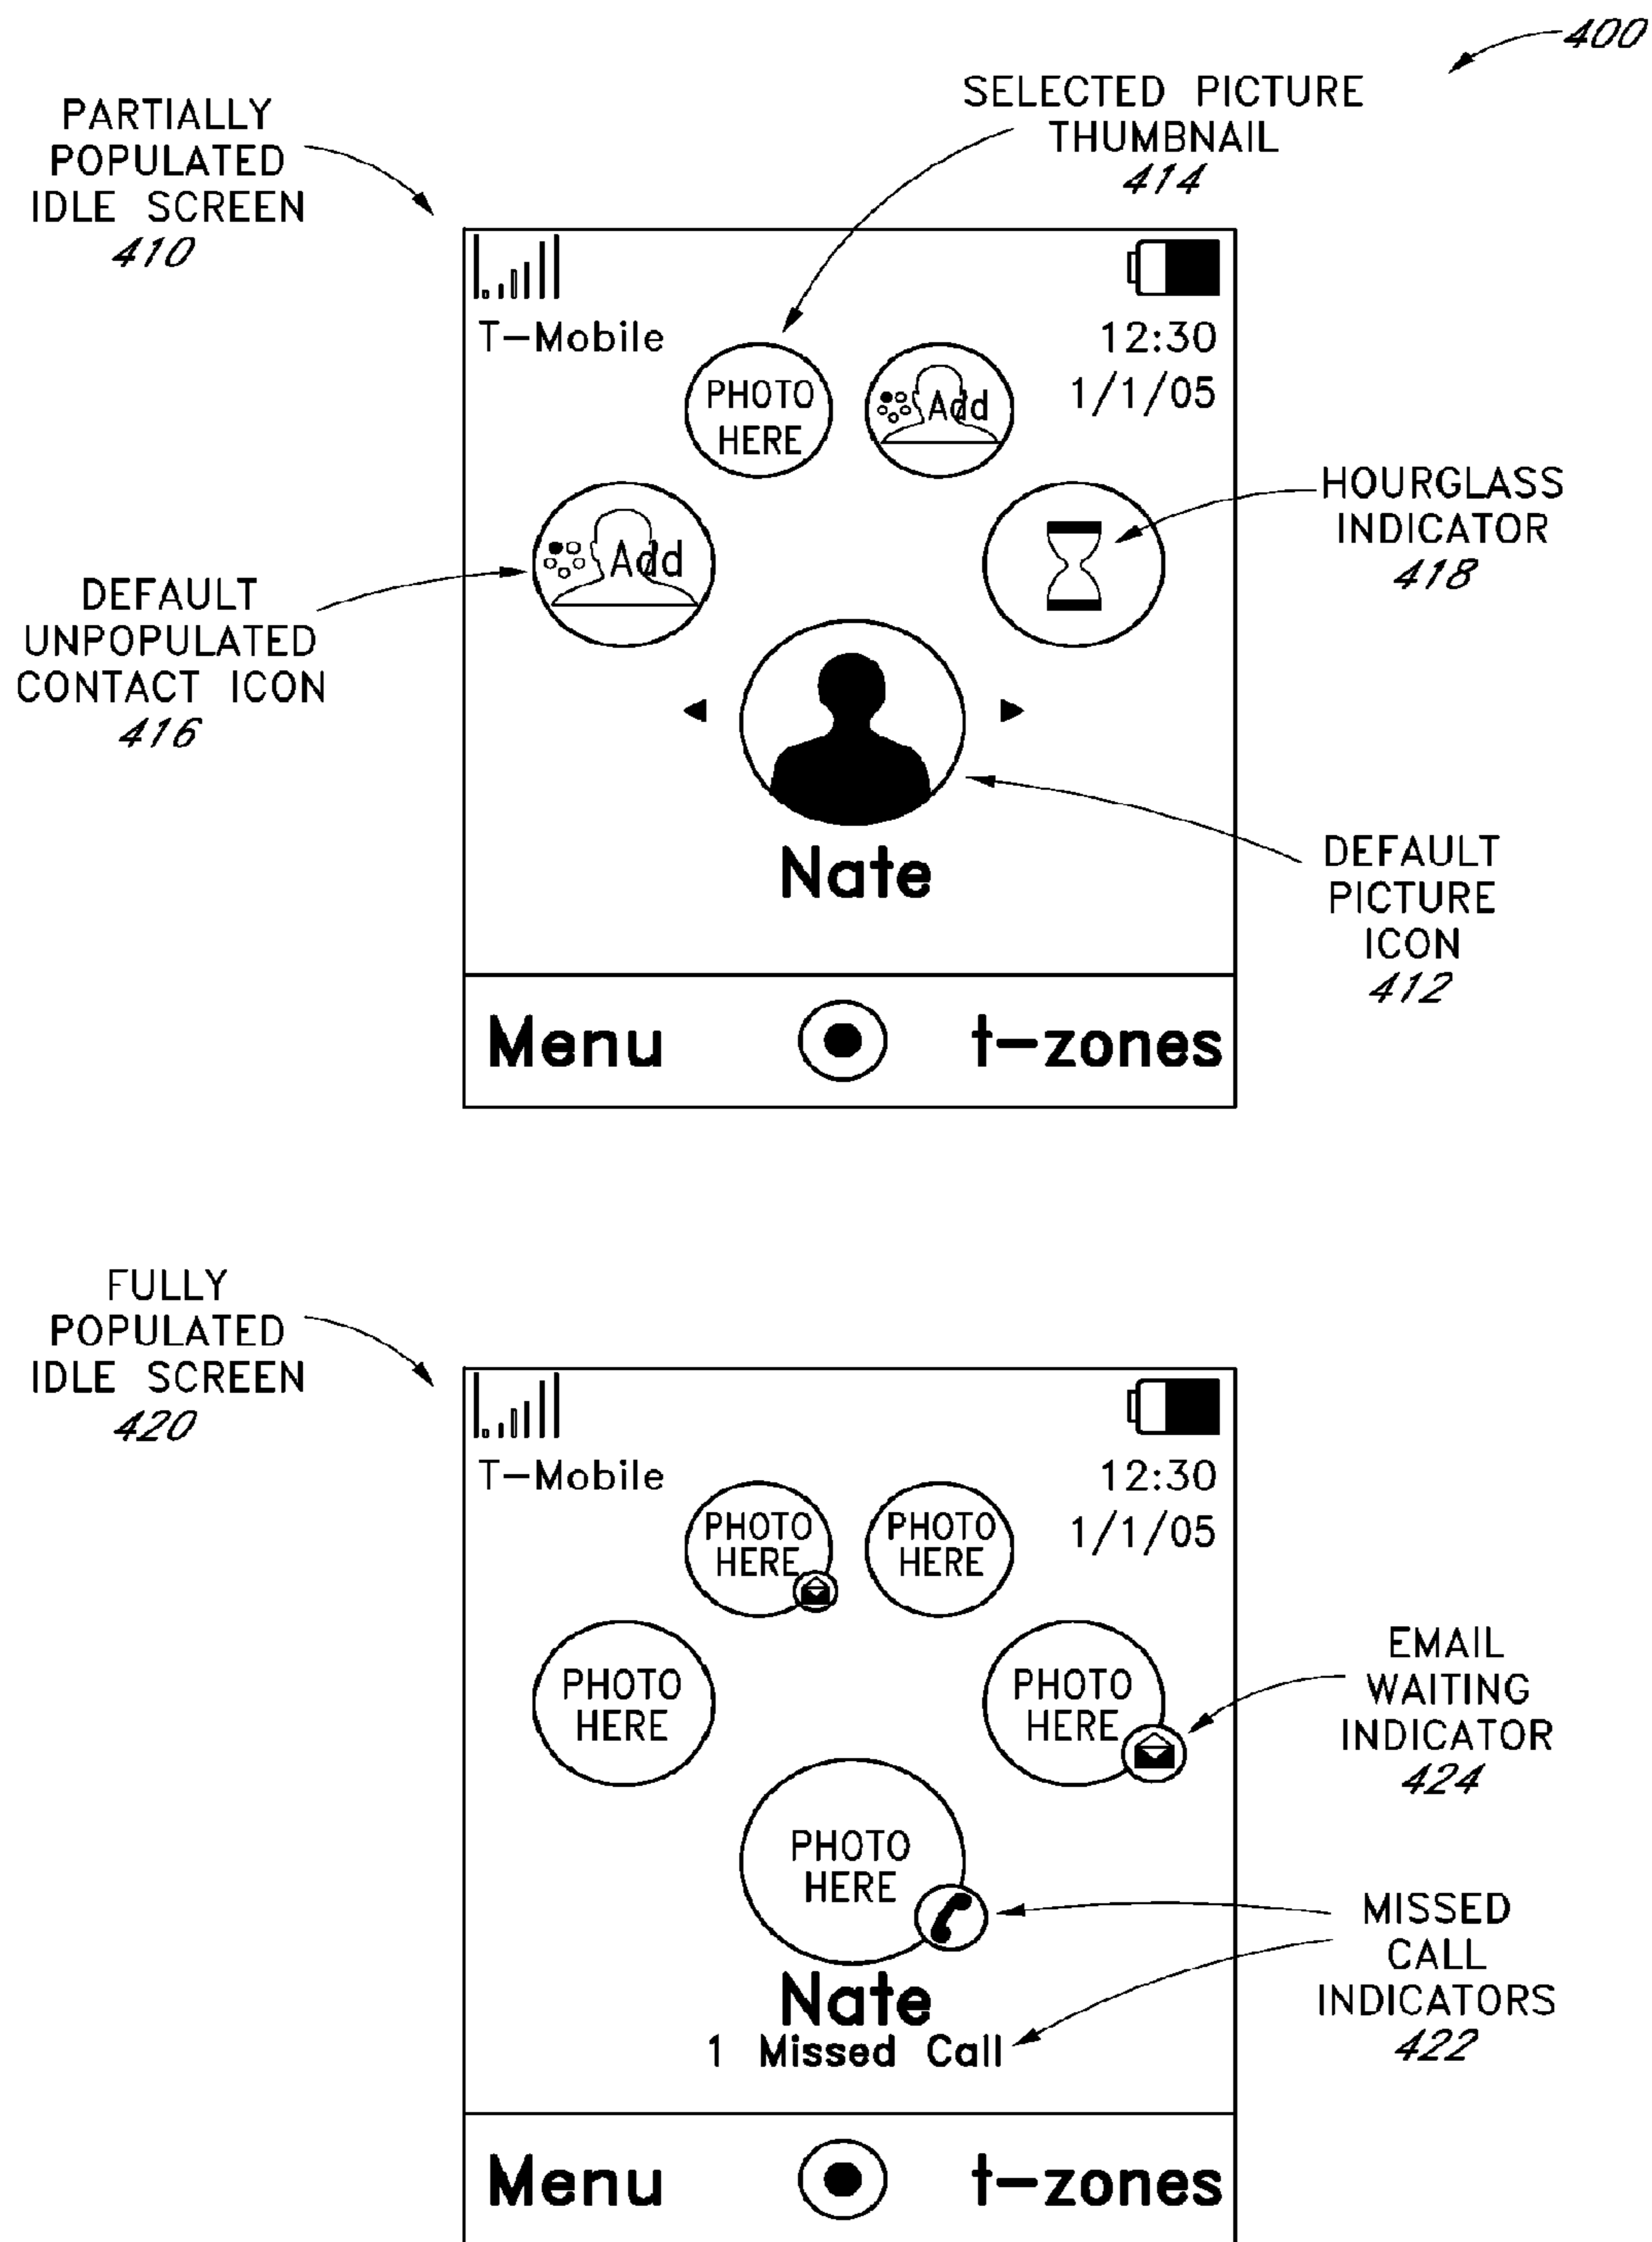 400
SELECTED PICTURE
THUMBNAIL
414
PARTIALLY
POPULATED
IDLE SCREEN
410
T-Mobile
12:30
1/1/05
PHOTO
HERE
Add
Add
HOURGLASS
INDICATOR
418
DEFAULT
UNPOPULATED
CONTACT ICON
416
Nate
DEFAULT
PICTURE
ICON
412
Menu
t-zones
FULLY
POPULATED
IDLE SCREEN
420
T-Mobile
12:30
1/1/05
PHOTO
HERE
PHOTO
HERE
PHOTO
HERE
PHOTO
HERE
EMAIL
WAITING
INDICATOR
424
PHOTO
HERE
MISSED
CALL
INDICATORS
422
Nate
1 Missed Call
Menu
t-zones